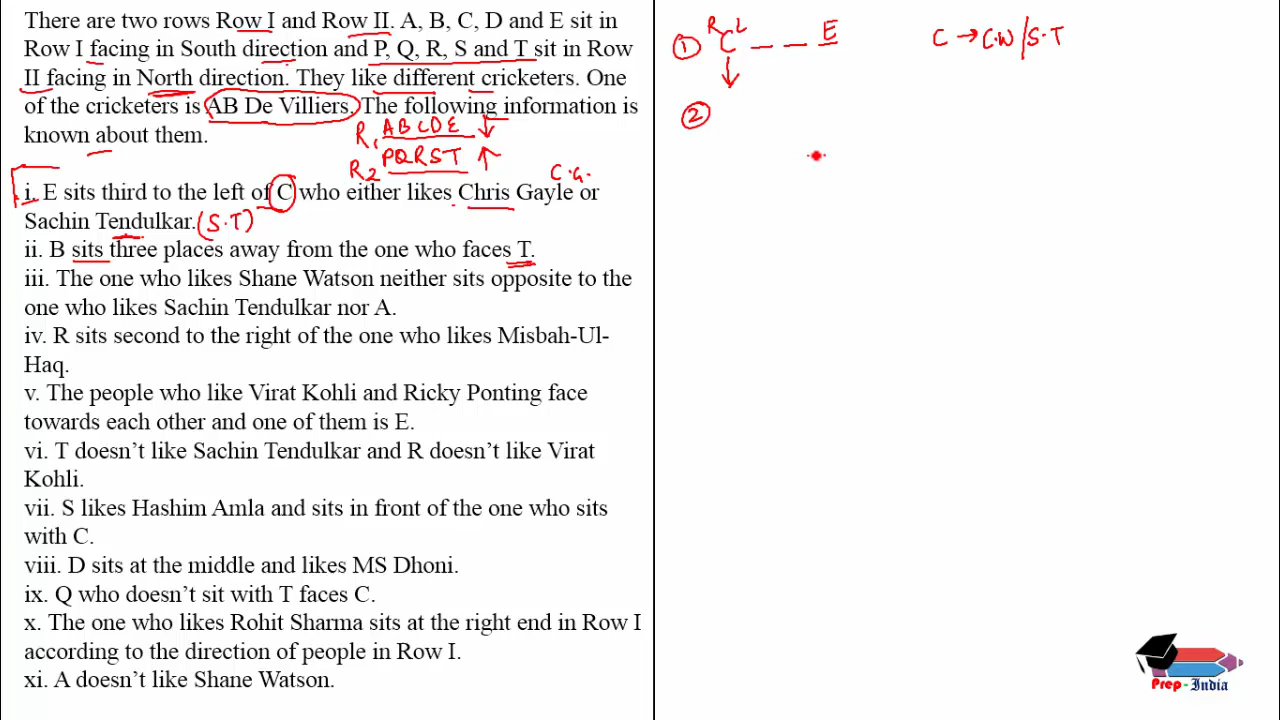 There are two rows Row I and Row II. A, B, C, D and E sit in
Row I facing in South direction and P, Q, R, S and T sit in Row
II facing in North direction. They like different cricketers. One
of the cricketers is AB De Villiers. The following information is
known about them.
R1 ABCDE ↓
R2 PQRST ↑
C.G.
i. E sits third to the left of C who either likes Chris Gayle or
Sachin Tendulkar. (S.T)
ii. B sits three places away from the one who faces T.
iii. The one who likes Shane Watson neither sits opposite to the
one who likes Sachin Tendulkar nor A.
iv. R sits second to the right of the one who likes Misbah-Ul-
Haq.
v. The people who like Virat Kohli and Ricky Ponting face
towards each other and one of them is E.
vi. T doesn’t like Sachin Tendulkar and R doesn’t like Virat
Kohli.
vii. S likes Hashim Amla and sits in front of the one who sits
with C.
viii. D sits at the middle and likes MS Dhoni.
ix. Q who doesn’t sit with T faces C.
x. The one who likes Rohit Sharma sits at the right end in Row I
according to the direction of people in Row I.
xi. A doesn’t like Shane Watson.
R L
① C _ _ E
C → C.W/S.T
②
Prep - India